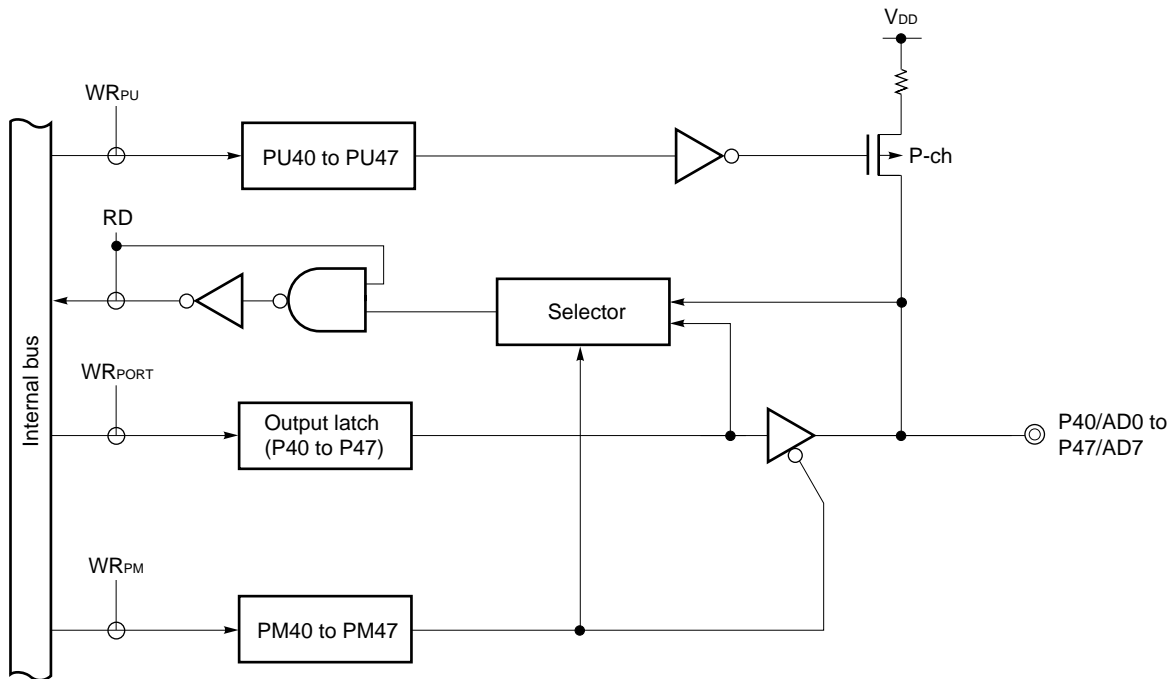 VDD
WRPU
PU40 to PU47
P-ch
RD
Selector
Internal bus
WRPORT
Output latch
(P40 to P47)
P40/AD0 to
P47/AD7
WRPM
PM40 to PM47